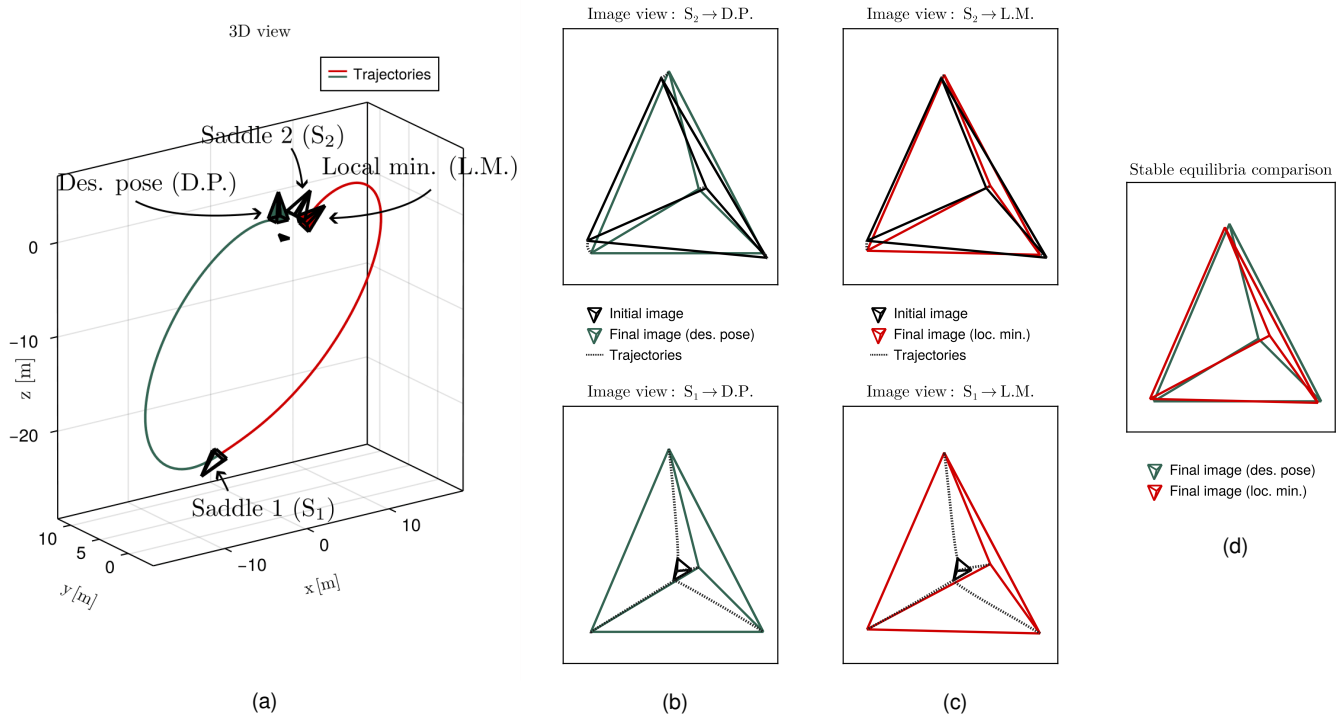 3D view
Trajectories
Saddle 2 (S₂)
Local min. (L.M.)
Des. pose (D.P.)
0
−10
−20
z [m]
Saddle 1 (S₁)
10
5
0
y [m]
−10
0
10
x [m]
(a)
Image view : S₂ → D.P.
Initial image
Final image (des. pose)
Trajectories
Image view : S₁ → D.P.
(b)
Image view : S₂ → L.M.
Initial image
Final image (loc. min.)
Trajectories
Image view : S₁ → L.M.
(c)
Stable equilibria comparison
Final image (des. pose)
Final image (loc. min.)
(d)